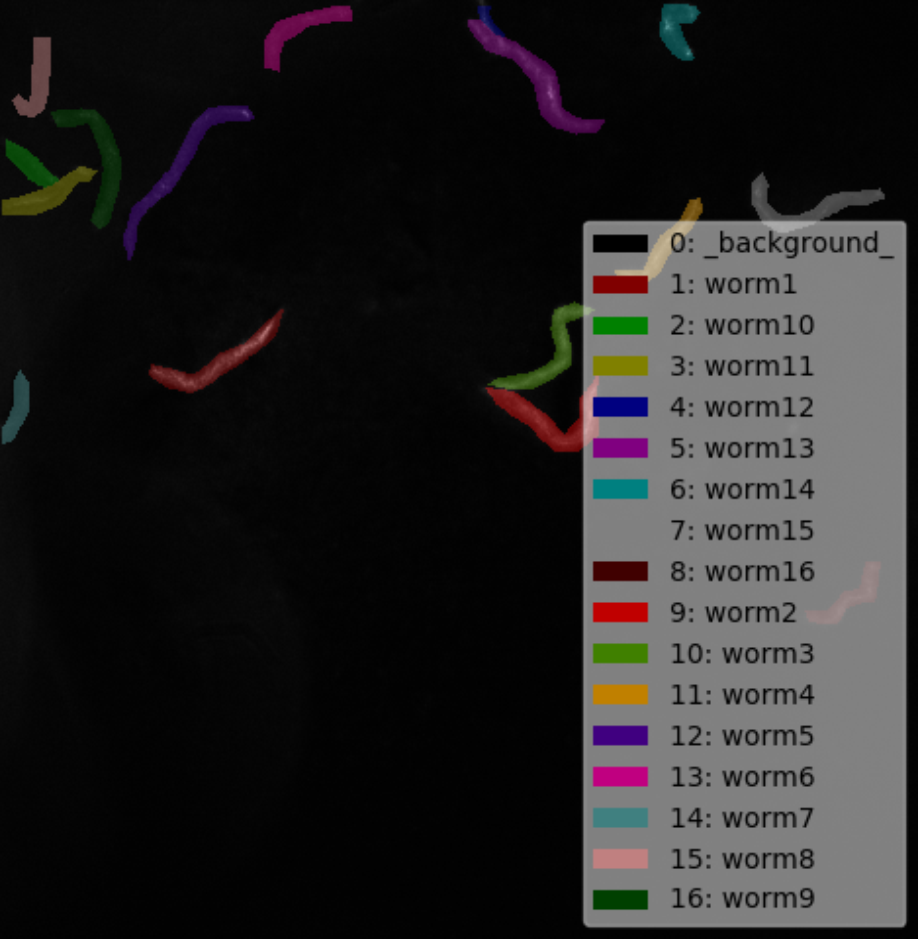 0: _background_
1: worm1
2: worm10
3: worm11
4: worm12
5: worm13
6: worm14
7: worm15
8: worm16
9: worm2
10: worm3
11: worm4
12: worm5
13: worm6
14: worm7
15: worm8
16: worm9